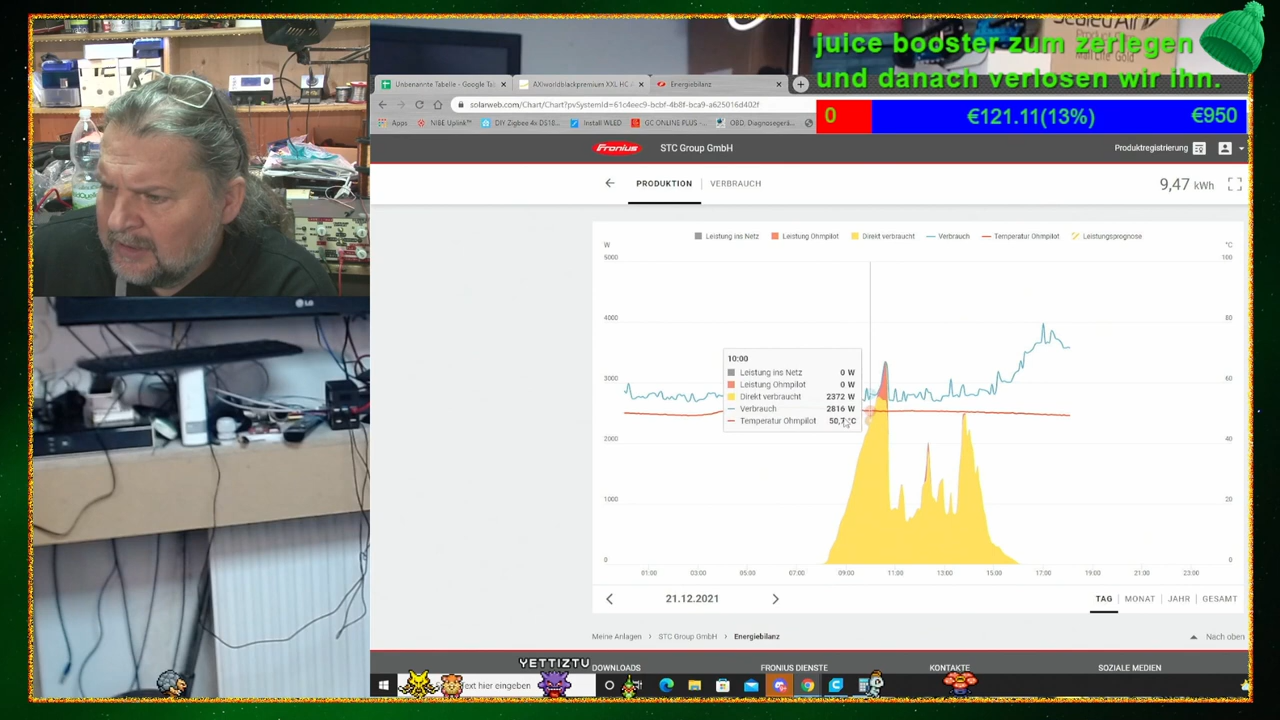 juice booster zum zerlegen
und danach verlosen wir ihn.
0 €121.11(13%) €950
Unbenannte Tabelle - Google Tab
AXIworldblackpremium XXL HC A
Energiebilanz
solarweb.com/Chart/Chart?pvSystemId=61c4eec9-bcbf-4b8f-bca9-a625016d402f
Apps NIBE Uplink™ DIY Zigbee 4x DS18... Install WLED GC ONLINE PLUS -... OBD, Diagnosegerä...
Fronius STC Group GmbH Produktregistrierung
PRODUKTION VERBRAUCH 9,47 kWh
Leistung ins Netz Leistung Ohmpilot Direkt verbraucht Verbrauch Temperatur Ohmpilot Leistungsprognose
W °C
5000 100
4000 80
3000 60
2000 40
1000 20
0 0
10:00
Leistung ins Netz 0 W
Leistung Ohmpilot 0 W
Direkt verbraucht 2372 W
Verbrauch 2816 W
Temperatur Ohmpilot 50,7 °C
01:00 03:00 05:00 07:00 09:00 11:00 13:00 15:00 17:00 19:00 21:00 23:00
21.12.2021 TAG MONAT JAHR GESAMT
Meine Anlagen > STC Group GmbH > Energiebilanz Nach oben
DOWNLOADS FRONIUS DIENSTE KONTAKTE SOZIALE MEDIEN
YETTIZTU
Text hier eingeben
LG